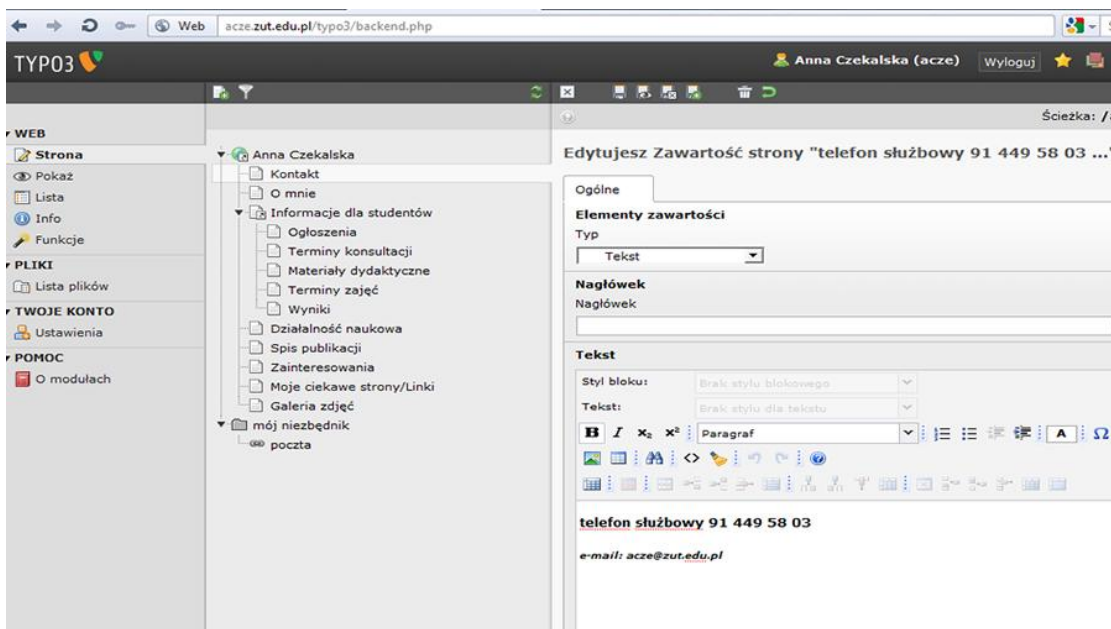 Web acze.zut.edu.pl/typo3/backend.php
TYPO3
Anna Czekalska (acze) Wyloguj
Ścieżka: /
WEB
Strona
Pokaż
Lista
Info
Funkcje
PLIKI
Lista plików
TWOJE KONTO
Ustawienia
POMOC
O modułach
Anna Czekalska
Kontakt
O mnie
Informacje dla studentów
Ogłoszenia
Terminy konsultacji
Materiały dydaktyczne
Terminy zajęć
Wyniki
Działalność naukowa
Spis publikacji
Zainteresowania
Moje ciekawe strony/Linki
Galeria zdjęć
mój niezbędnik
poczta
Edytujesz Zawartość strony "telefon służbowy 91 449 58 03 ..."
Ogólne
Elementy zawartości
Typ
Tekst
Nagłówek
Nagłówek
Tekst
Styl bloku: Brak stylu blokowego
Tekst: Brak stylu dla tekstu
B I x₂ x² Paragraf A Ω
telefon służbowy 91 449 58 03
e-mail: acze@zut.edu.pl